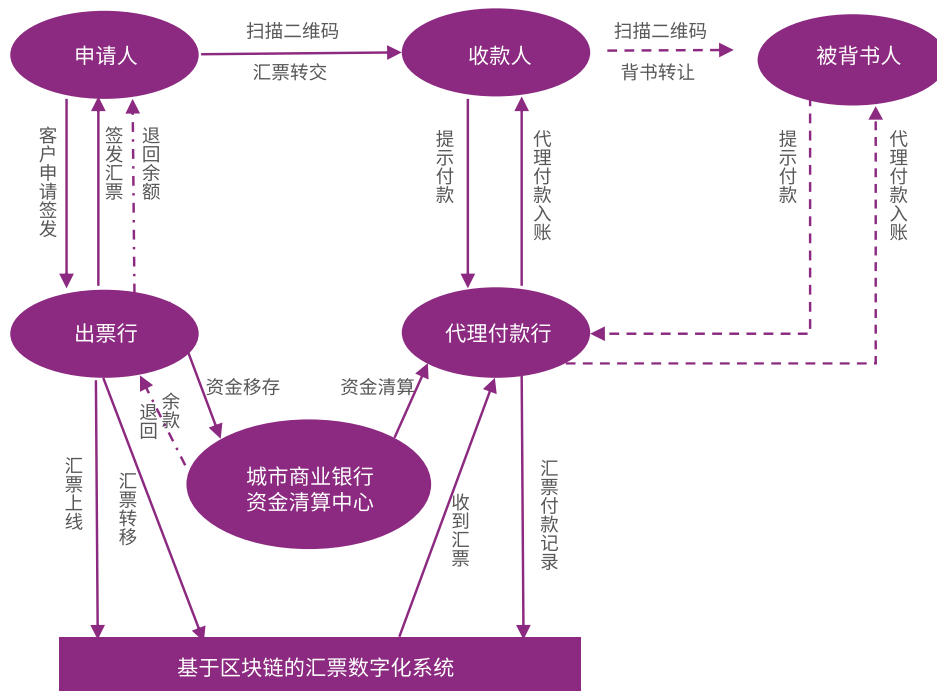 扫描二维码
扫描二维码
申请人
收款人
被背书人
汇票转交
背书转让
客户申请签发
签发汇票
退回余额
提示付款
代理付款入账
提示付款
代理付款入账
出票行
代理付款行
资金移存
资金清算
退回
余款
城市商业银行
资金清算中心
汇票上线
汇票转移
收到汇票
汇票付款记录
基于区块链的汇票数字化系统